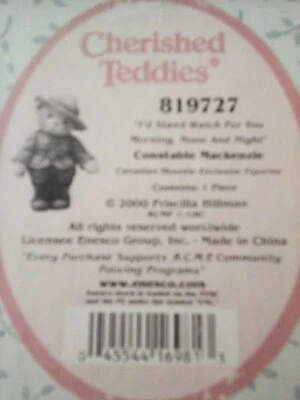 Cherished
Teddies®
819727
"I'd Stand Watch For You
Morning, Noon And Night"
Constable Mackenzie
Canadian Mountie Exclusive Figurine
Contents: 1 Piece
© 2000 Priscilla Hillman
RCMP
All rights reserved worldwide
Licensee Enesco Group, Inc. - Made in China
"Every Purchase Supports R.C.M.P. Community
Policing Programs"
www.enesco.com
0 45544 16981 3